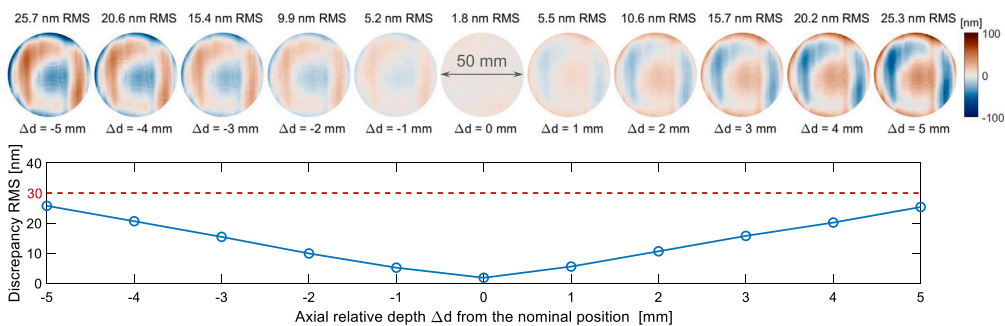 25.7 nm RMS 20.6 nm RMS 15.4 nm RMS 9.9 nm RMS 5.2 nm RMS 1.8 nm RMS 5.5 nm RMS 10.6 nm RMS 15.7 nm RMS 20.2 nm RMS 25.3 nm RMS [nm]
100
50 mm
0
-100
Δd = -5 mm Δd = -4 mm Δd = -3 mm Δd = -2 mm Δd = -1 mm Δd = 0 mm Δd = 1 mm Δd = 2 mm Δd = 3 mm Δd = 4 mm Δd = 5 mm
Discrepancy RMS [nm]
40
30
20
10
0
-5 -4 -3 -2 -1 0 1 2 3 4 5
Axial relative depth Δd from the nominal position [mm]